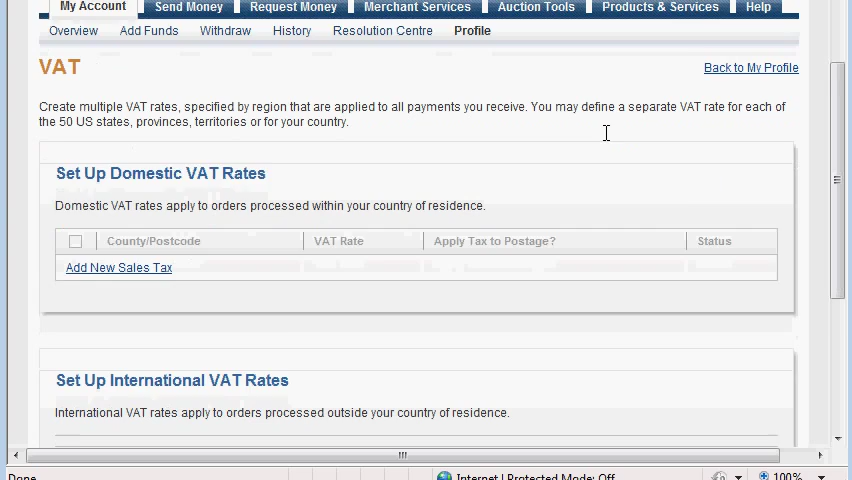 My Account Send Money Request Money Merchant Services Auction Tools Products & Services Help
Overview Add Funds Withdraw History Resolution Centre Profile
VAT
Back to My Profile
Create multiple VAT rates, specified by region that are applied to all payments you receive. You may define a separate VAT rate for each of
the 50 US states, provinces, territories or for your country.
Set Up Domestic VAT Rates
Domestic VAT rates apply to orders processed within your country of residence.
County/Postcode VAT Rate Apply Tax to Postage? Status
Add New Sales Tax
Set Up International VAT Rates
International VAT rates apply to orders processed outside your country of residence.
Done Internet | Protected Mode: Off 100%